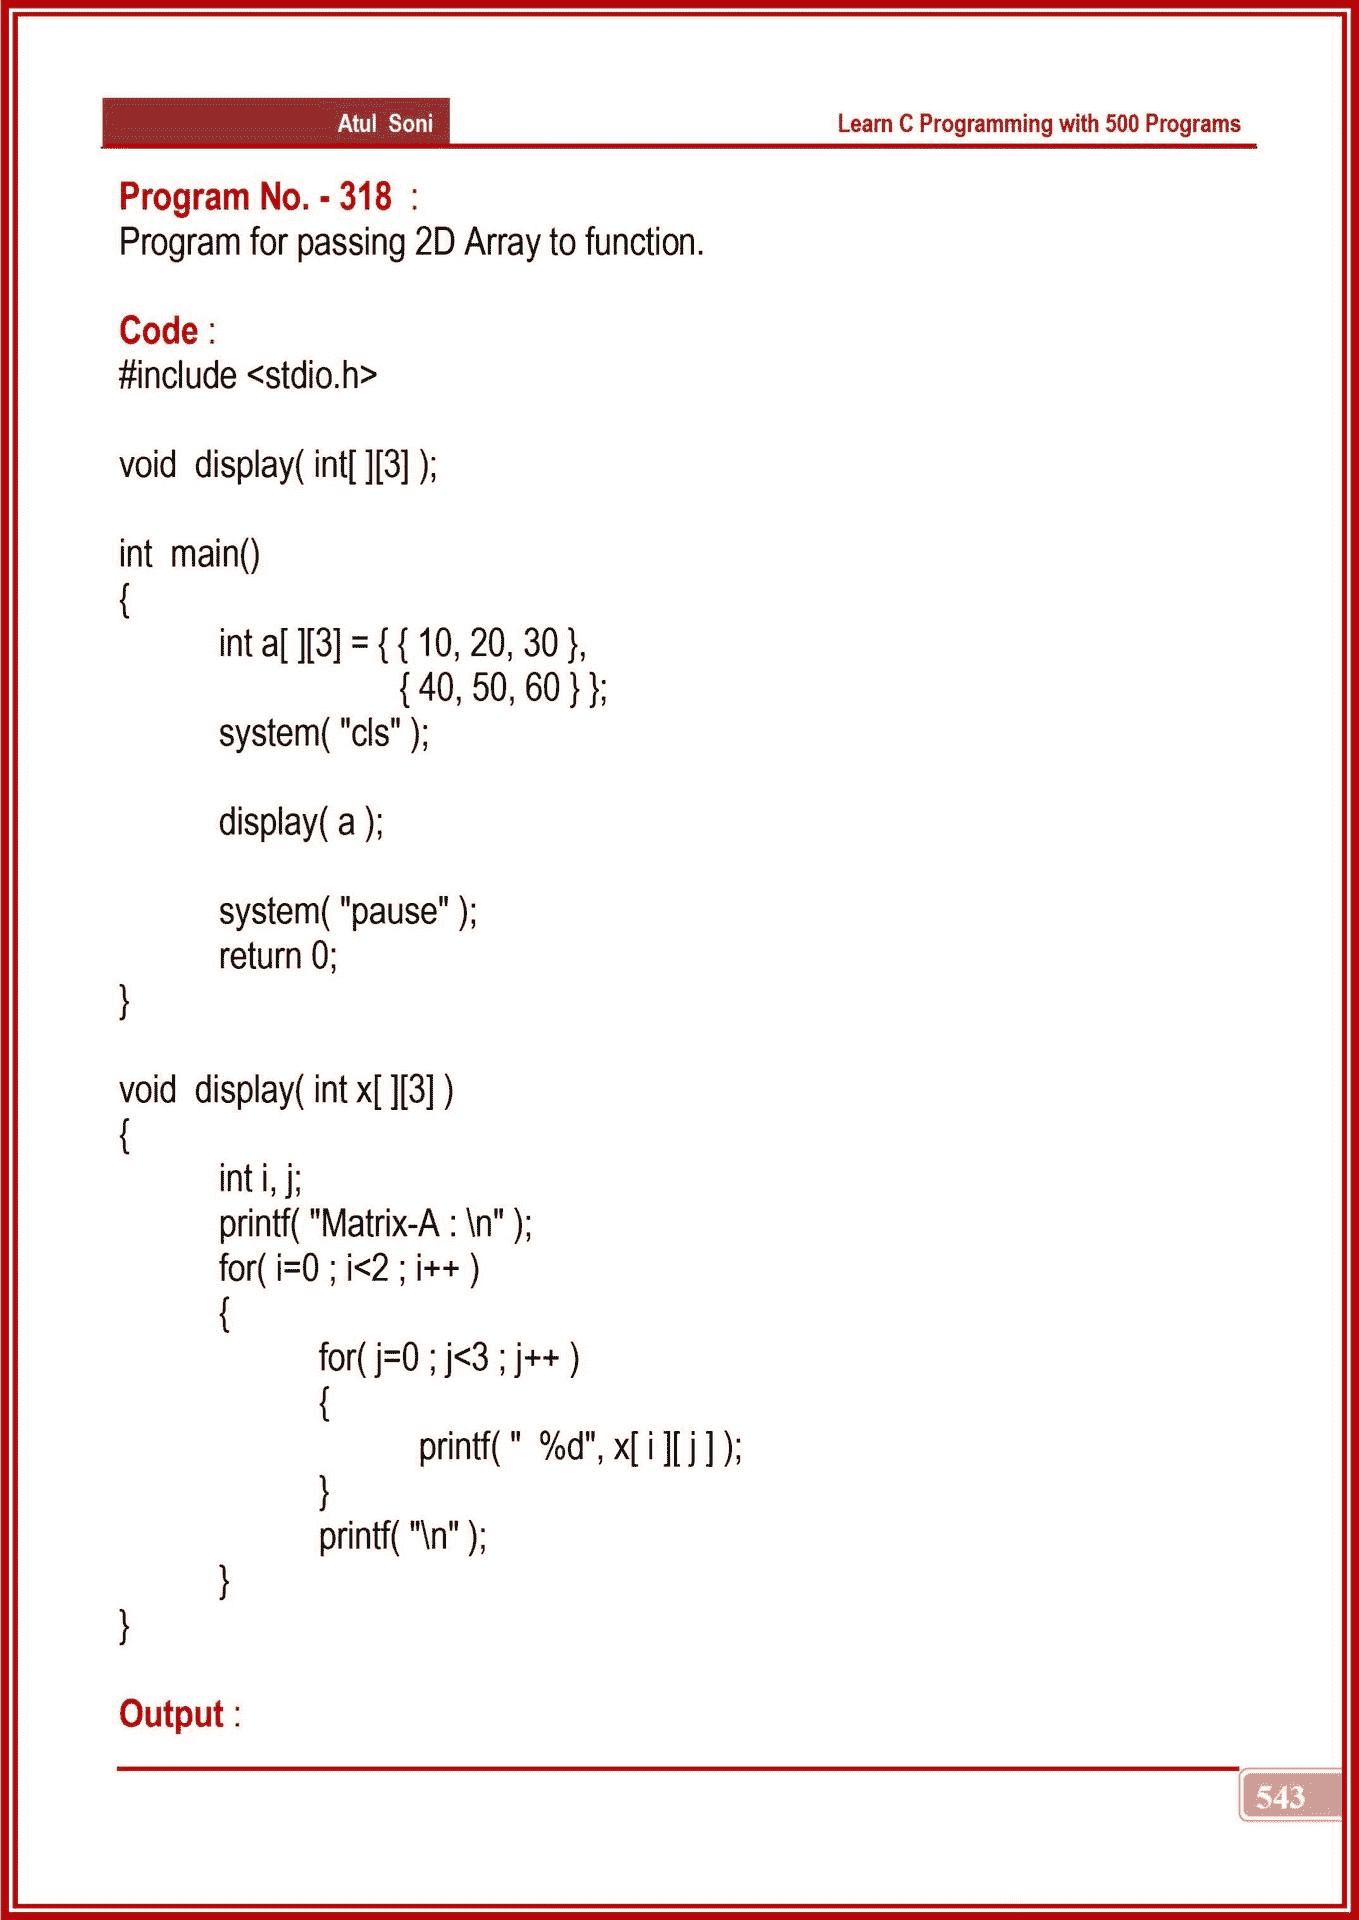 Atul Soni
Learn C Programming with 500 Programs
Program No. - 318 :
Program for passing 2D Array to function.
Code :
#include <stdio.h>
void display( int[ ][3] );
int main()
{
int a[ ][3] = { { 10, 20, 30 },
{ 40, 50, 60 } };
system( "cls" );
display( a );
system( "pause" );
return 0;
}
void display( int x[ ][3] )
{
int i, j;
printf( "Matrix-A : \n" );
for( i=0 ; i<2 ; i++ )
{
for( j=0 ; j<3 ; j++ )
{
printf( "  %d", x[ i ][ j ] );
}
printf( "\n" );
}
}
Output :
543